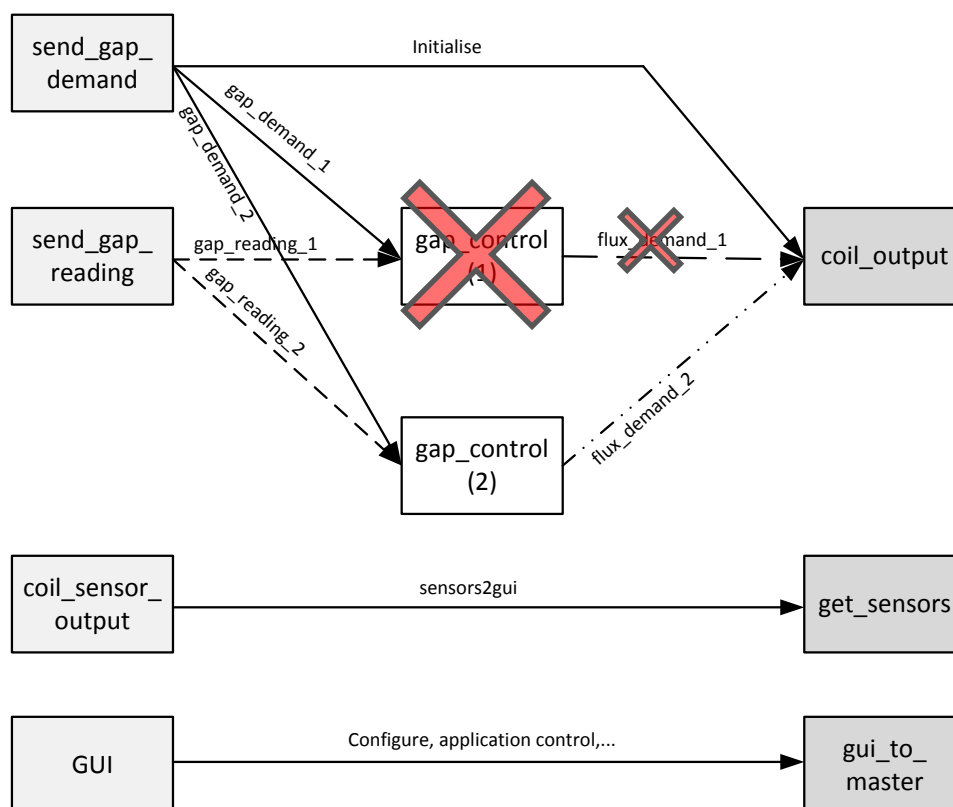 send_gap_
demand
Initialise
gap_demand_1
gap_demand_2
send_gap_
reading
gap_reading_1
gap_reading_2
gap_control
(1)
flux_demand_1
coil_output
gap_control
(2)
flux_demand_2
coil_sensor_
output
sensors2gui
get_sensors
GUI
Configure, application control,...
gui_to_
master